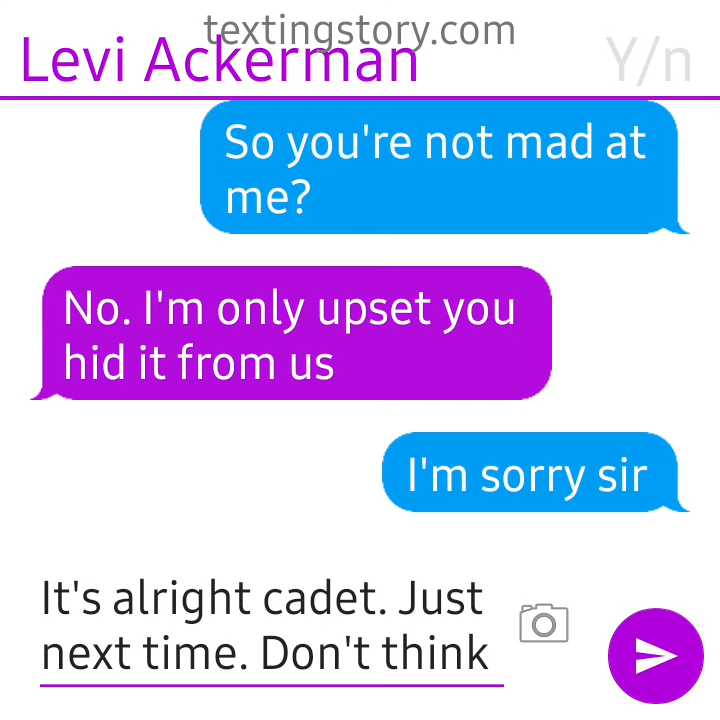 textingstory.com
Levi Ackerman Y/n
So you're not mad at
me?
No. I'm only upset you
hid it from us
I'm sorry sir
It's alright cadet. Just
next time. Don't think